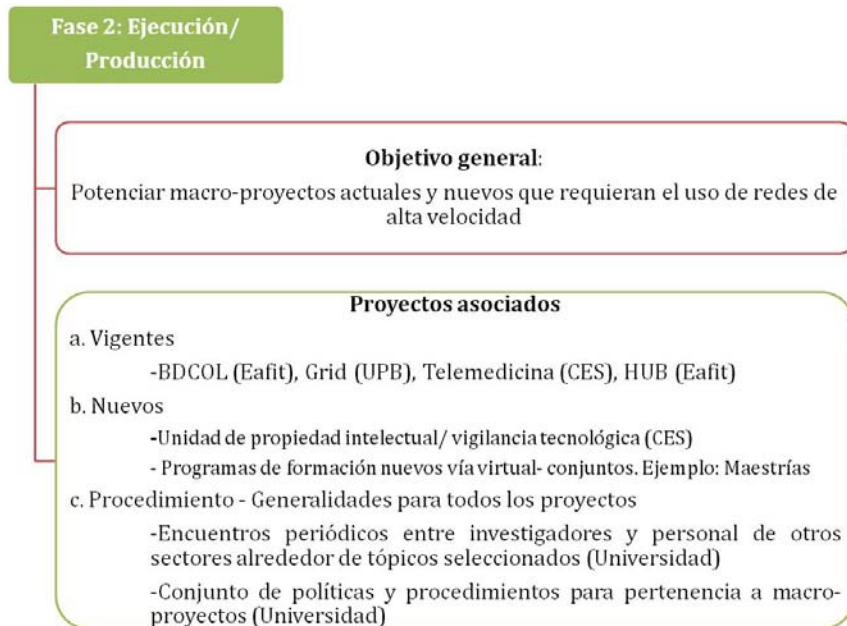 Fase 2: Ejecución/
Producción
Objetivo general:
Potenciar macro-proyectos actuales y nuevos que requieran el uso de redes de
alta velocidad
Proyectos asociados
a. Vigentes
-BDCOL (Eafit), Grid (UPB), Telemedicina (CES), HUB (Eafit)
b. Nuevos
-Unidad de propiedad intelectual/ vigilancia tecnológica (CES)
- Programas de formación nuevos vía virtual- conjuntos. Ejemplo: Maestrías
c. Procedimiento - Generalidades para todos los proyectos
-Encuentros periódicos entre investigadores y personal de otros
sectores alrededor de tópicos seleccionados (Universidad)
-Conjunto de políticas y procedimientos para pertenencia a macro-
proyectos (Universidad)